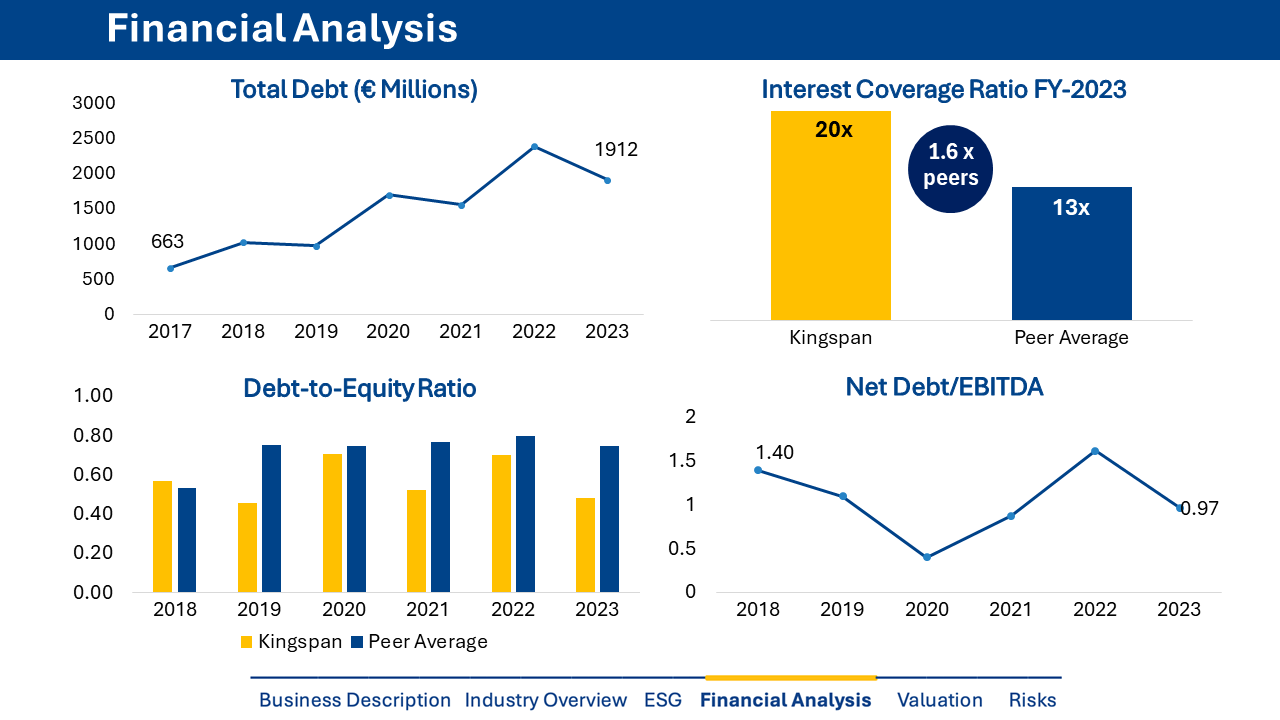 Financial Analysis
Total Debt (€ Millions)
3000
2500
2000
1500
1000
500
0
663
1912
2017 2018 2019 2020 2021 2022 2023
Interest Coverage Ratio FY-2023
20x
1.6 x
peers
13x
Kingspan Peer Average
Debt-to-Equity Ratio
1.00
0.80
0.60
0.40
0.20
0.00
2018 2019 2020 2021 2022 2023
Kingspan Peer Average
Net Debt/EBITDA
2
1.5
1
0.5
0
1.40
0.97
2018 2019 2020 2021 2022 2023
Business Description Industry Overview ESG Financial Analysis Valuation Risks